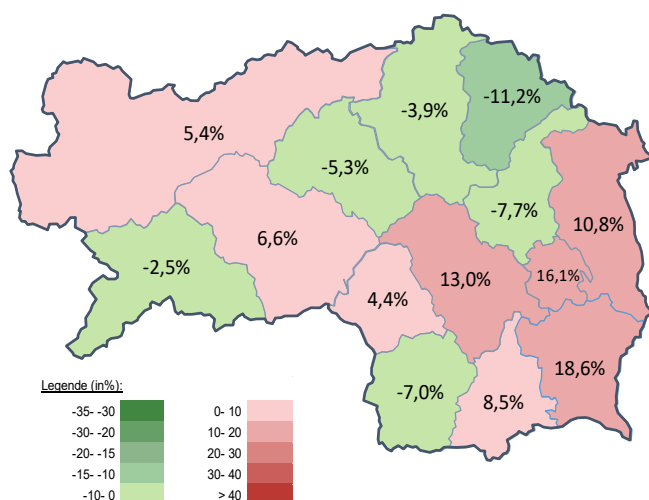 -11,2%
-3,9%
5,4%
-5,3%
-7,7%
10,8%
6,6%
-2,5%
13,0%
16,1%
4,4%
18,6%
-7,0%
8,5%
Legende (in%):
-35- -30 0- 10
-30- -20 10- 20
-20- -15 20- 30
-15- -10 30- 40
-10- 0 > 40